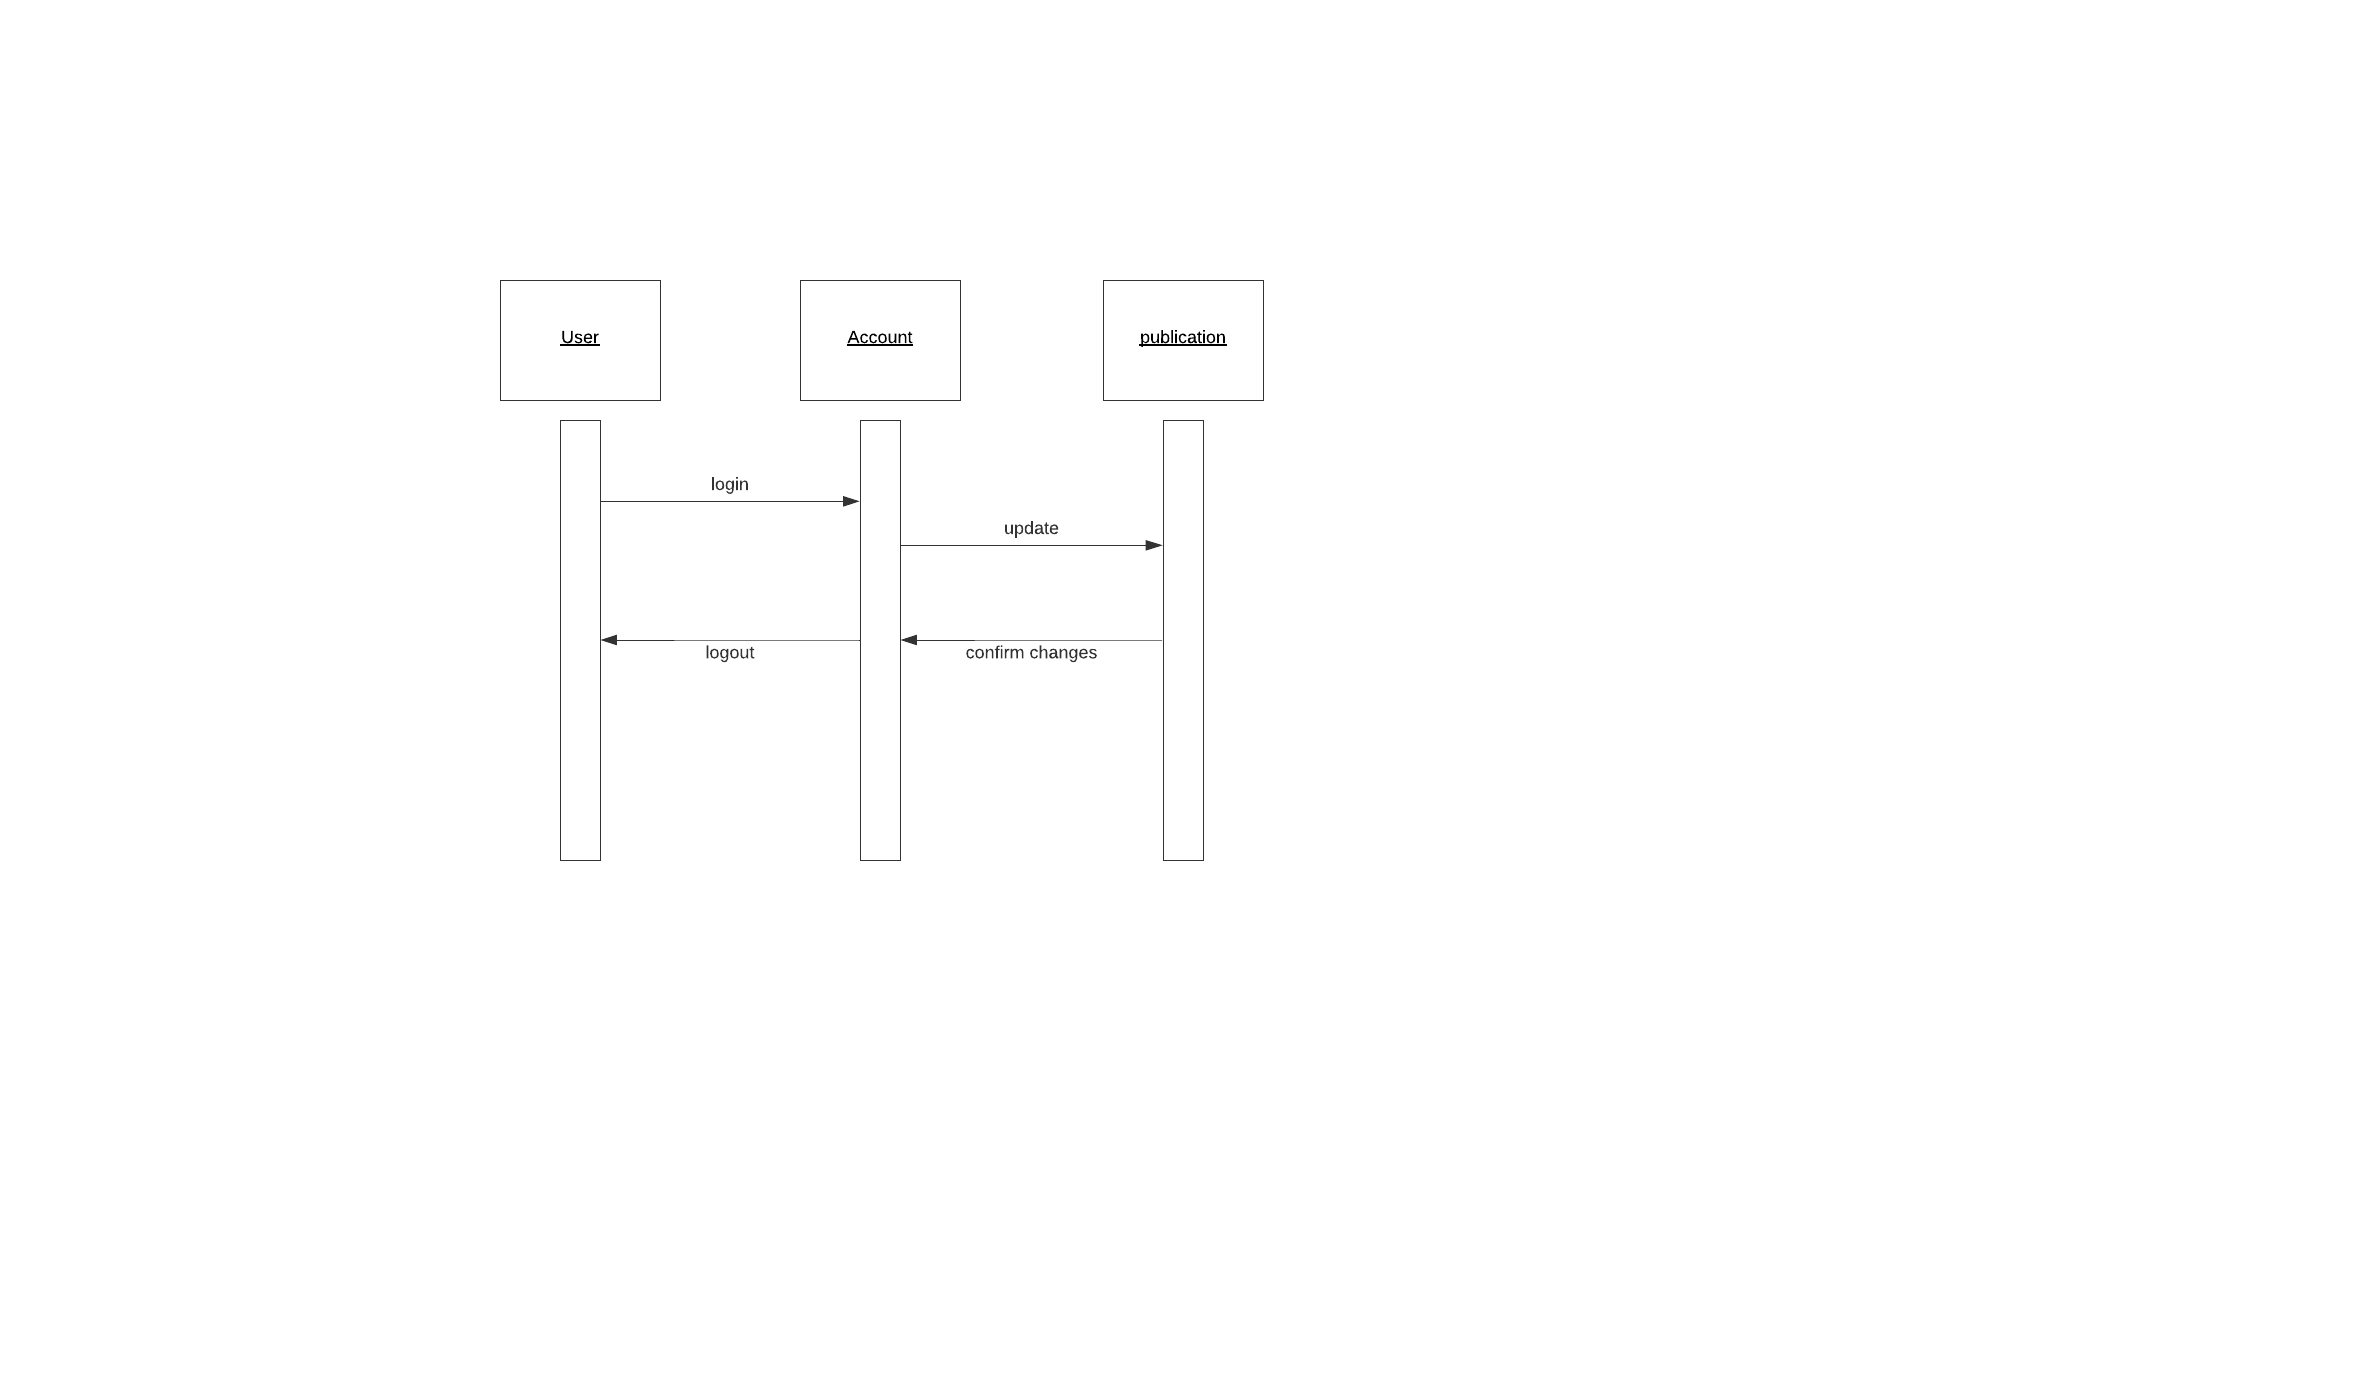 User
Account
publication
login
update
logout
confirm changes